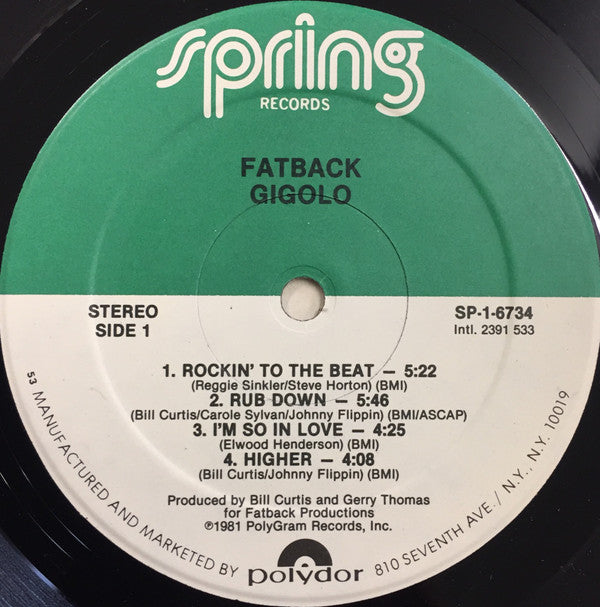 spring
RECORDS
FATBACK
GIGOLO
STEREO
SIDE 1
SP-1-6734
Intl. 2391 533
1. ROCKIN' TO THE BEAT — 5:22
(Reggie Sinkler/Steve Horton) (BMI)
2. RUB DOWN — 5:46
(Bill Curtis/Carole Sylvan/Johnny Flippin) (BMI/ASCAP)
3. I'M SO IN LOVE — 4:25
(Elwood Henderson) (BMI)
4. HIGHER — 4:08
(Bill Curtis/Johnny Flippin) (BMI)
Produced by Bill Curtis and Gerry Thomas
for Fatback Productions
℗1981 PolyGram Records, Inc.
53 MANUFACTURED AND MARKETED BY polydor 810 SEVENTH AVE./ N.Y., N.Y. 10019